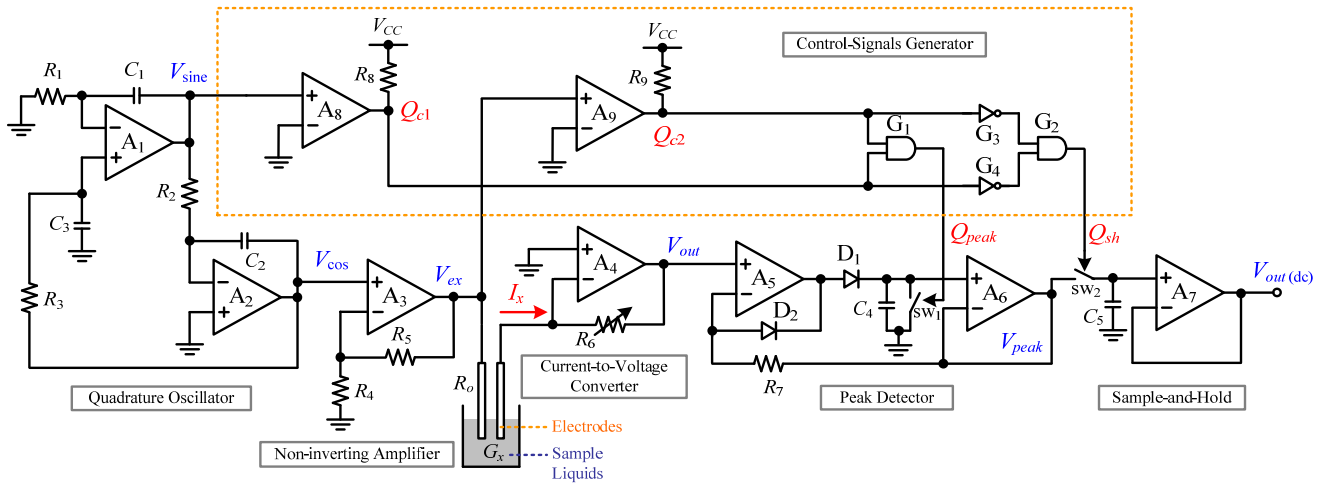 V_CC
V_CC
Control-Signals Generator
R_1
C_1
V_sine
R_8
R_9
A_8
Q_c1
A_9
Q_c2
G_1
G_3
G_2
G_4
A_1
R_2
C_3
C_2
R_3
A_2
V_cos
A_3
V_ex
R_5
R_4
I_x
A_4
V_out
R_6
A_5
D_1
D_2
C_4
sw_1
Q_peak
A_6
V_peak
R_7
Q_sh
sw_2
C_5
A_7
V_out (dc)
R_o
G_x
Quadrature Oscillator
Non-inverting Amplifier
Current-to-Voltage
Converter
Peak Detector
Sample-and-Hold
Electrodes
Sample
Liquids